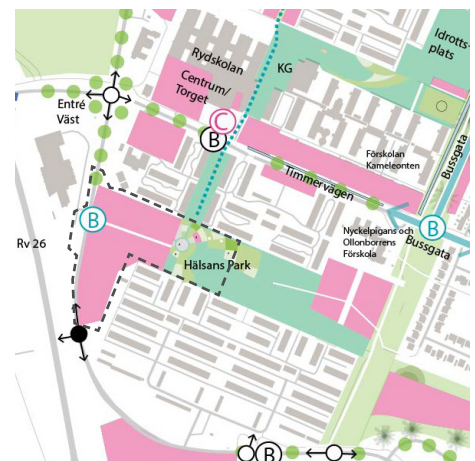 Idrotts-
plats
Rydskolan
KG
Centrum/
Torget
Entré
Väst
C
B
Bussgata
Förskolan
Kameleonten
Timmervägen
B
B
Nyckelpigans och
Ollonborrens
Förskola
Bussgata
Rv 26
Hälsans Park
B